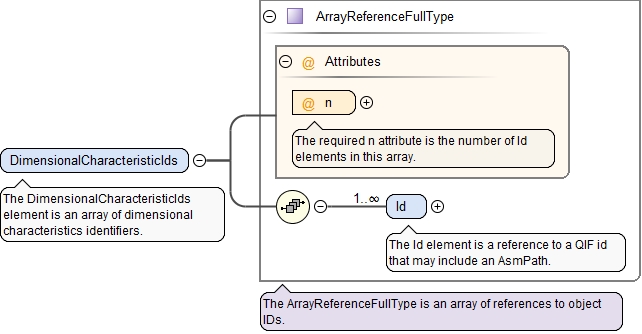 ArrayReferenceFullType
@ Attributes
@ n
The required n attribute is the number of Id
elements in this array.
DimensionalCharacteristicIds
The DimensionalCharacteristicIds
element is an array of dimensional
characteristics identifiers.
1..∞
Id
The Id element is a reference to a QIF id
that may include an AsmPath.
The ArrayReferenceFullType is an array of references to object
IDs.